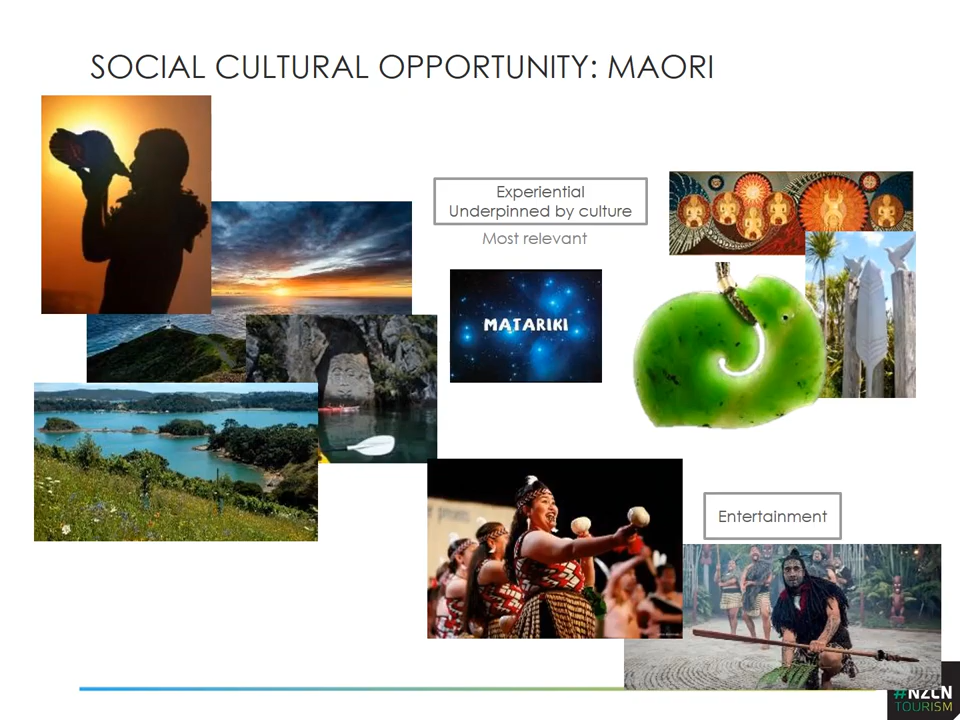 SOCIAL CULTURAL OPPORTUNITY: MAORI
Experiential
Underpinned by culture
Most relevant
MATARIKI
Entertainment
#NZCN
TOURISM